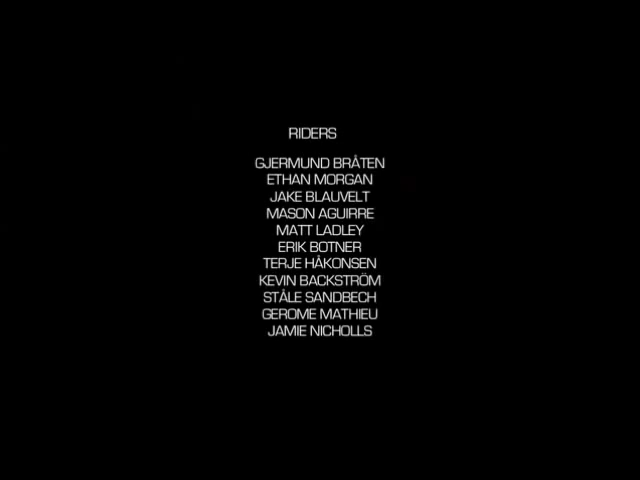 RIDERS
GJERMUND BRÅTEN
ETHAN MORGAN
JAKE BLAUVELT
MASON AGUIRRE
MATT LADLEY
ERIK BOTNER
TERJE HÅKONSEN
KEVIN BACKSTRÖM
STÅLE SANDBECH
GEROME MATHIEU
JAMIE NICHOLLS